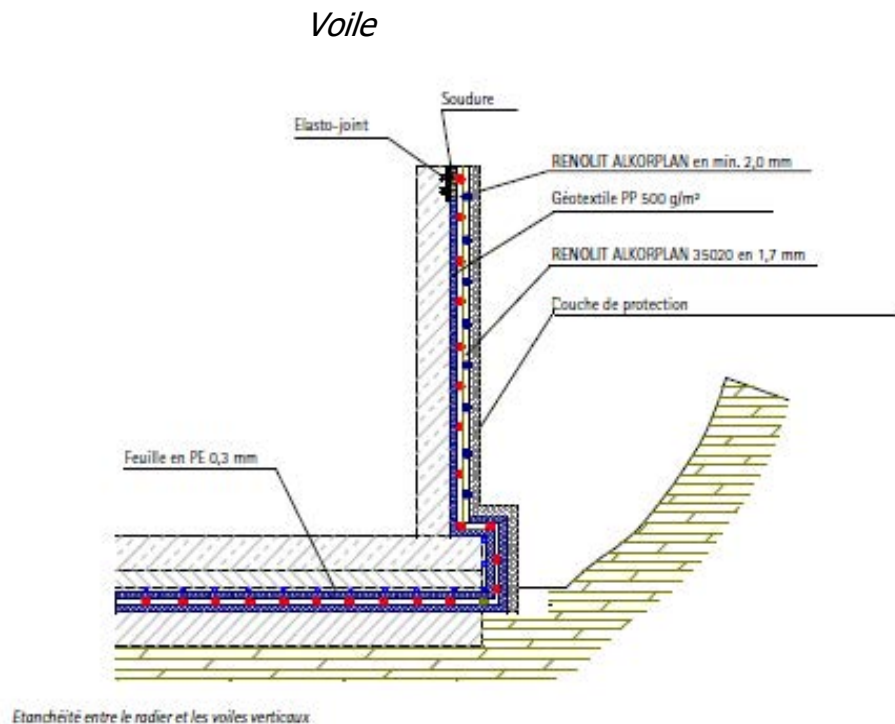 Voile
Soudure
Elasto-joint
RENOLIT ALKORPLAN en min. 2,0 mm
Géotextile PP 500 g/m²
RENOLIT ALKORPLAN 35020 en 1,7 mm
Couche de protection
Feuille en PE 0,3 mm
Etanchéité entre le radier et les voiles verticaux